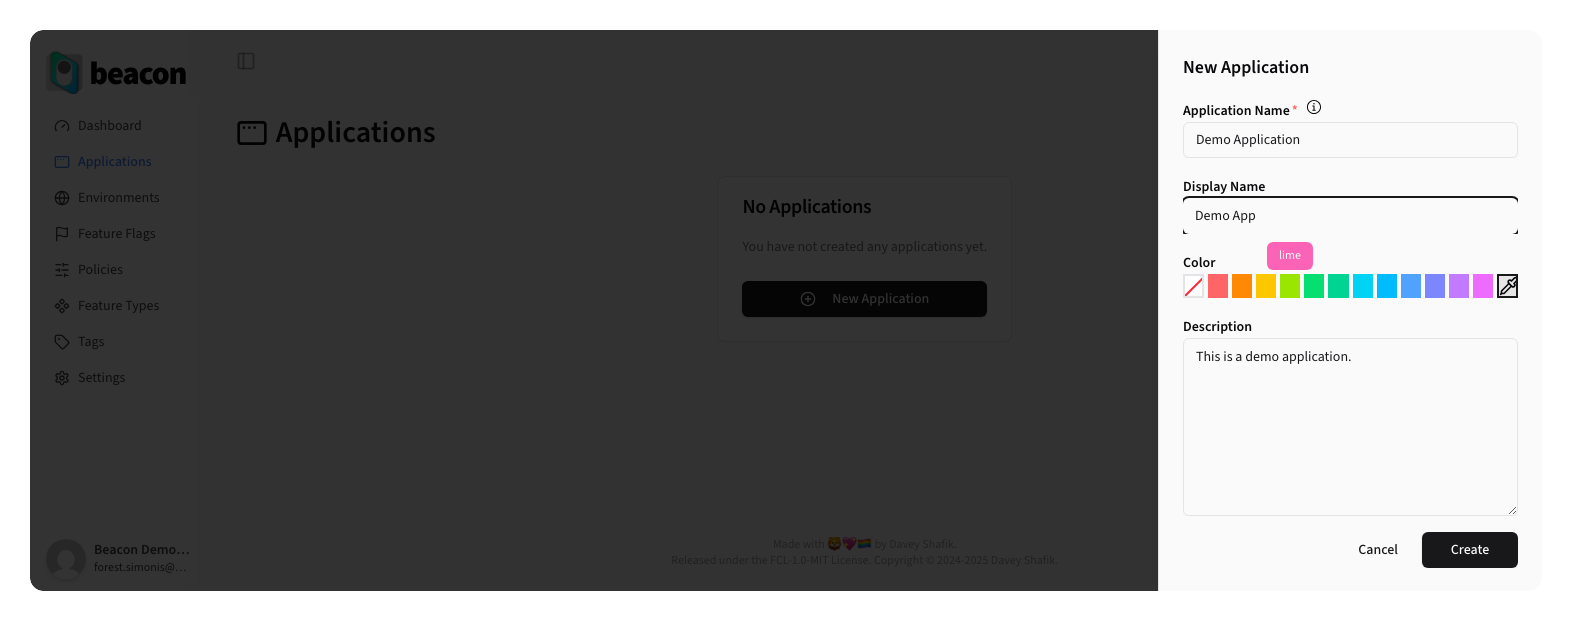 beacon
Dashboard
Applications
Environments
Feature Flags
Policies
Feature Types
Tags
Settings
Beacon Demo...
forest.simonis@...
Applications
No Applications
You have not created any applications yet.
New Application
Made with 🦁💖🏳️‍🌈 by Davey Shafik.
Released under the FCL-1.0-MIT License. Copyright © 2024-2025 Davey Shafik.
New Application
Application Name *
Demo Application
Display Name
Demo App
Color
lime
Description
This is a demo application.
Cancel
Create